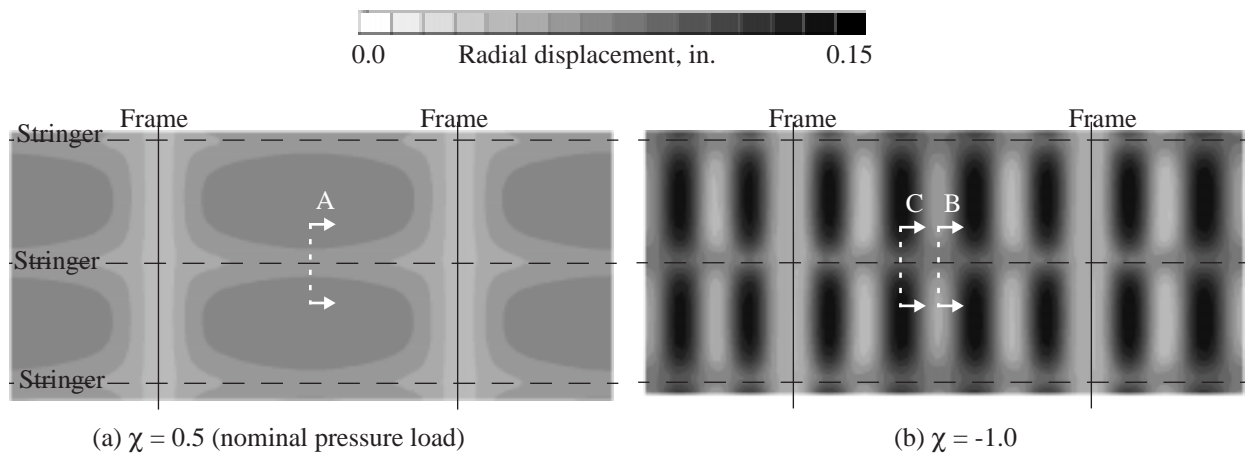 0.0 Radial displacement, in. 0.15
Frame Frame
Stringer
A
Stringer
Stringer
(a) χ = 0.5 (nominal pressure load)
Frame Frame
C B
(b) χ = -1.0